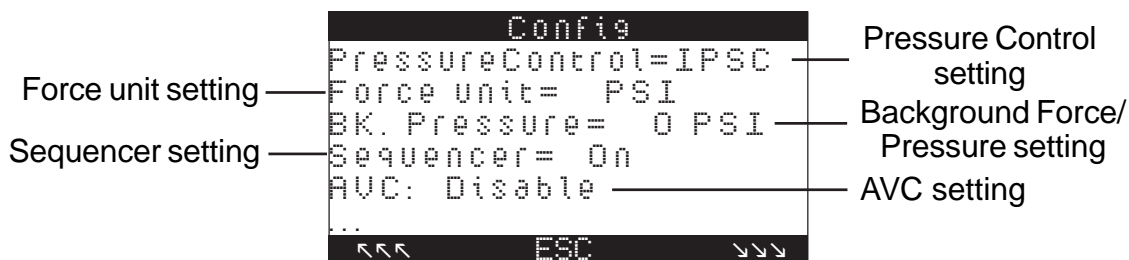 Config
PressureControl=IPSC
Force unit= PSI
BK. Pressure= 0 PSI
Sequencer= On
AVC: Disable
...
↖↖↖ ESC ↘↘↘
Force unit setting
Sequencer setting
Pressure Control
setting
Background Force/
Pressure setting
AVC setting